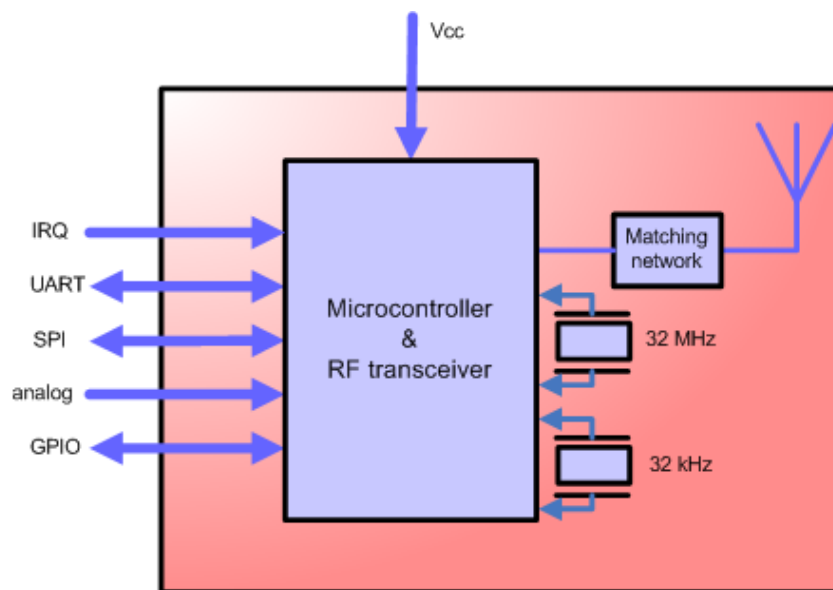 Vcc
IRQ
UART
SPI
analog
GPIO
Microcontroller
&
RF transceiver
Matching
network
32 MHz
32 kHz